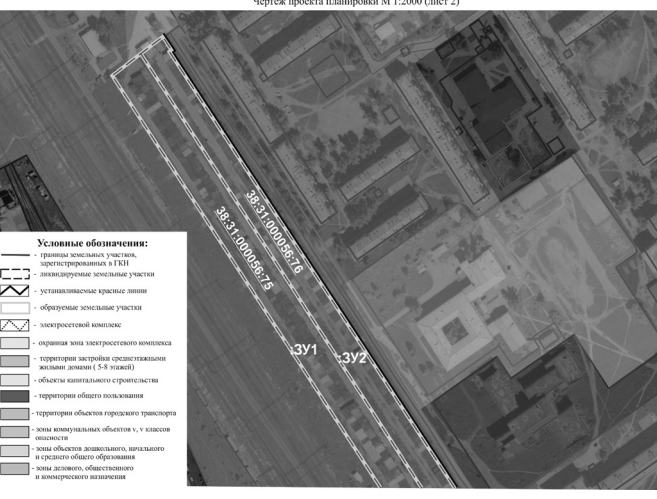 Чертеж проекта планировки М 1:2000 (лист 2)
38:31:000056:76
38:31:000056:75
:ЗУ1
:ЗУ2
Условные обозначения:
- границы земельных участков,
зарегистрированных в ГКН
- ликвидируемые земельные участки
- устанавливаемые красные линии
- образуемые земельные участки
- электросетевой комплекс
- охранная зона электросетевого комплекса
- территории застройки среднеэтажными
жилыми домами ( 5-8 этажей)
- объекты капитального строительства
- территории общего пользования
- территории объектов городского транспорта
- зоны коммунальных объектов v, v классов
опасности
- зоны объектов дошкольного, начального
и среднего общего образования
- зоны делового, общественного
и коммерческого назначения